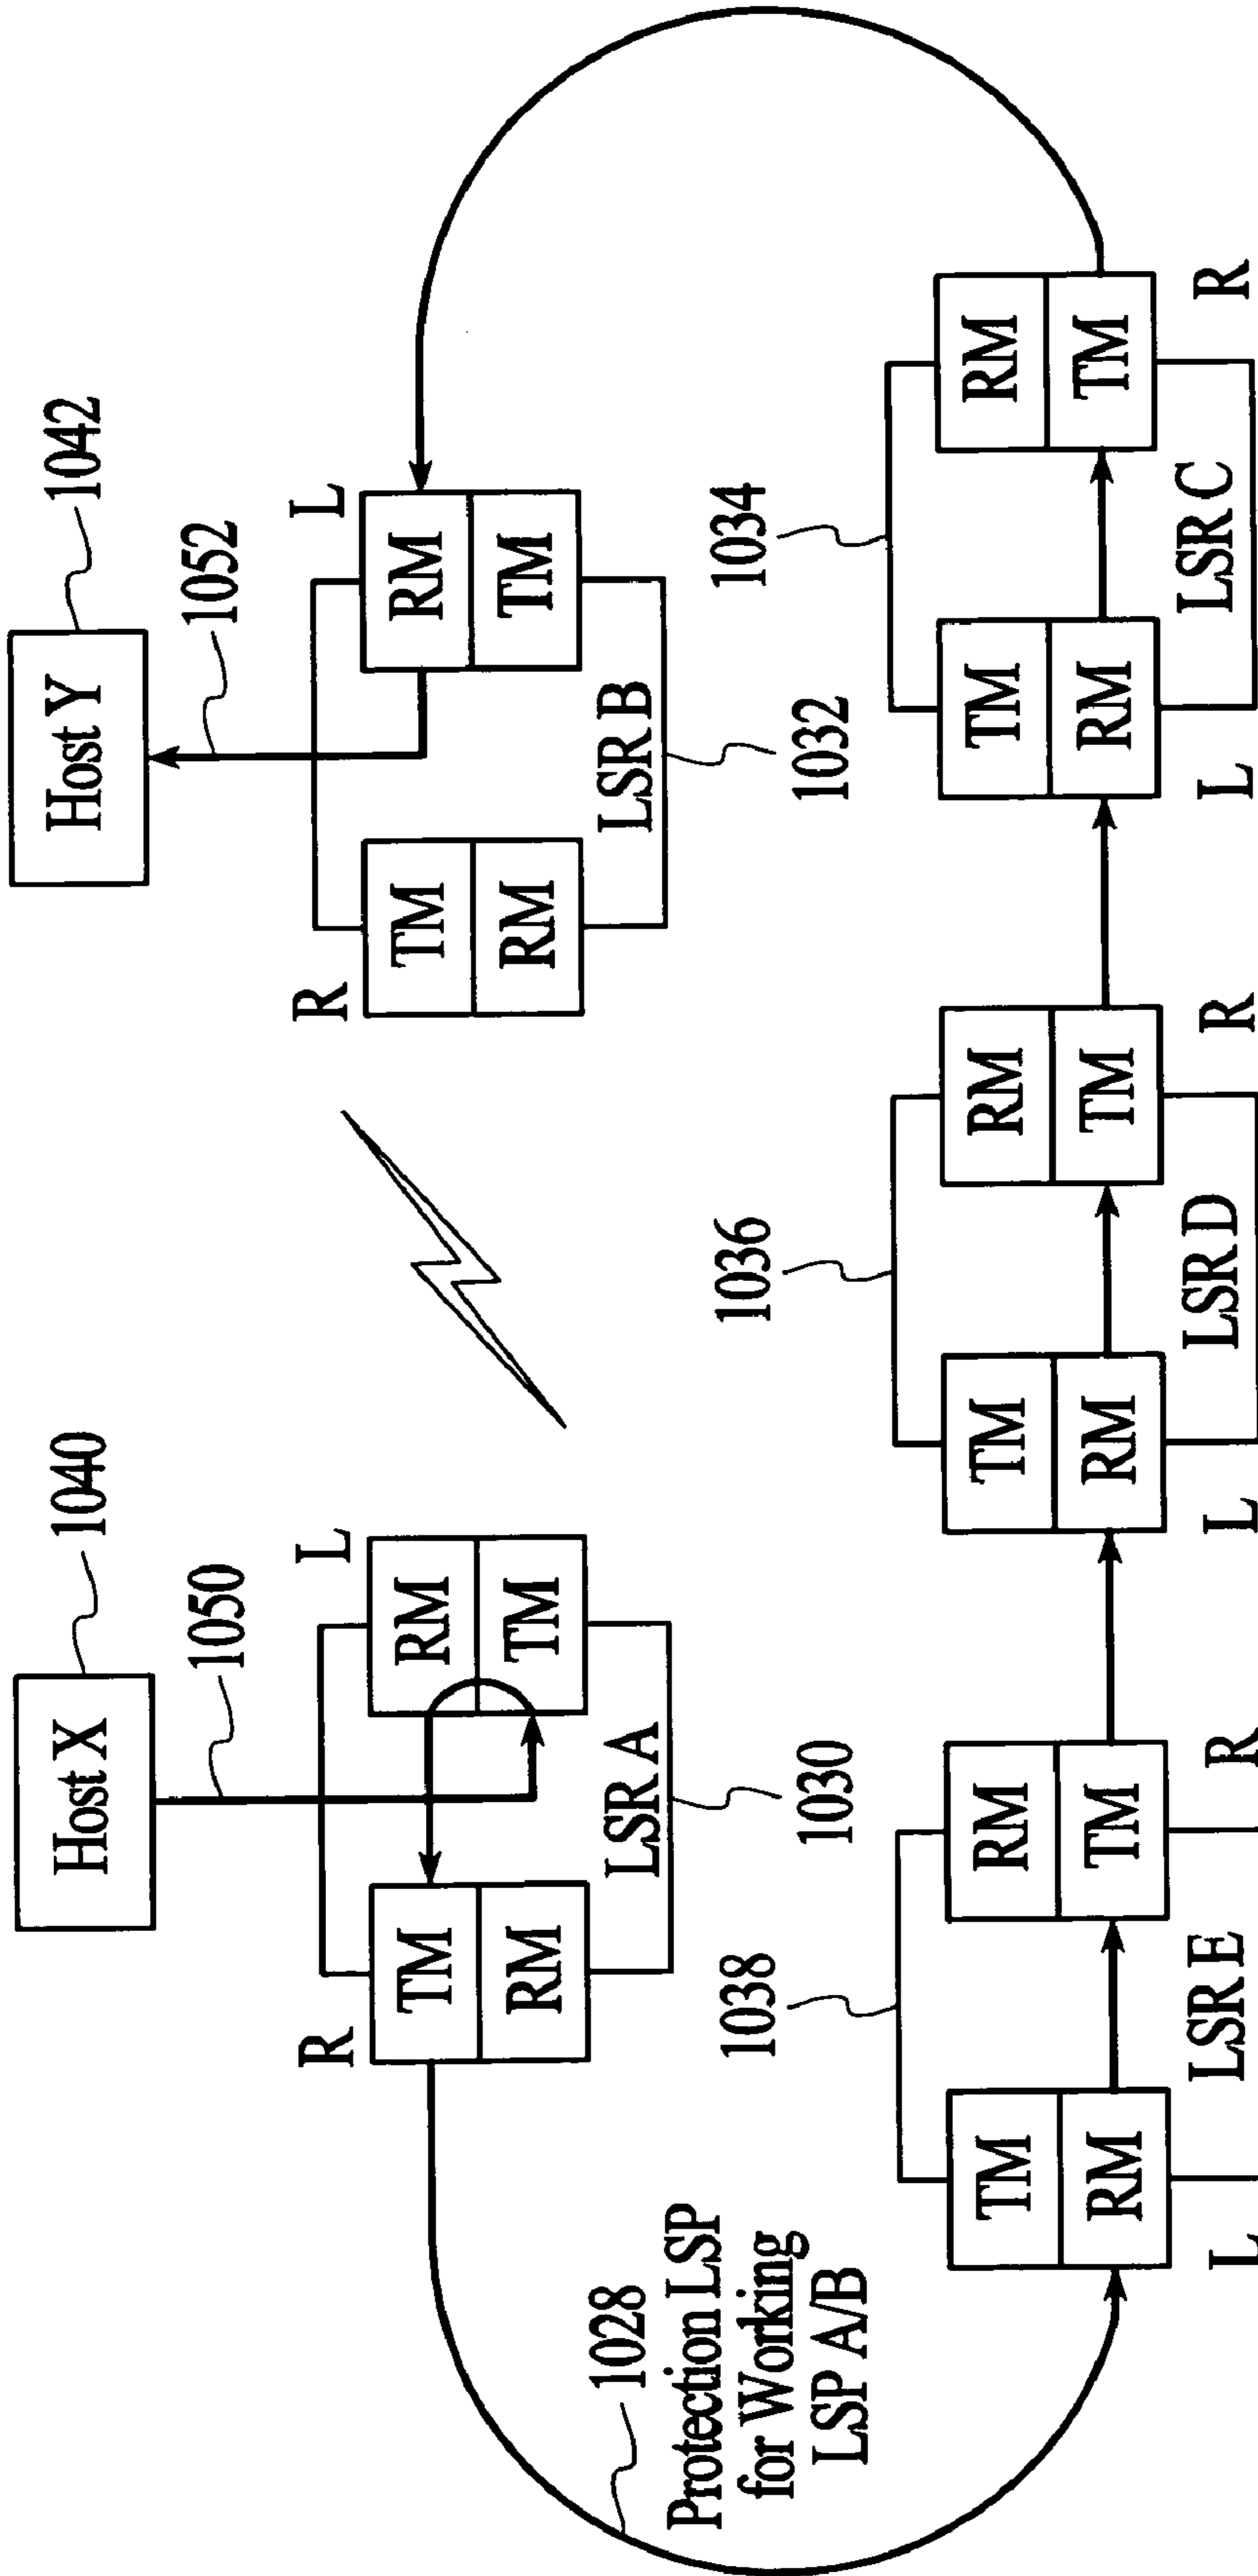 Host X
1040
1050
Host Y
1042
1052
R
TM
RM
L
RM
TM
LSR A
1030
R
TM
RM
L
RM
TM
LSR B
1032
1028
Protection LSP
for Working
LSP A/B
1038
TM
RM
L
RM
TM
R
LSR E
1036
TM
RM
L
RM
TM
R
LSR D
1034
TM
RM
L
RM
TM
R
LSR C